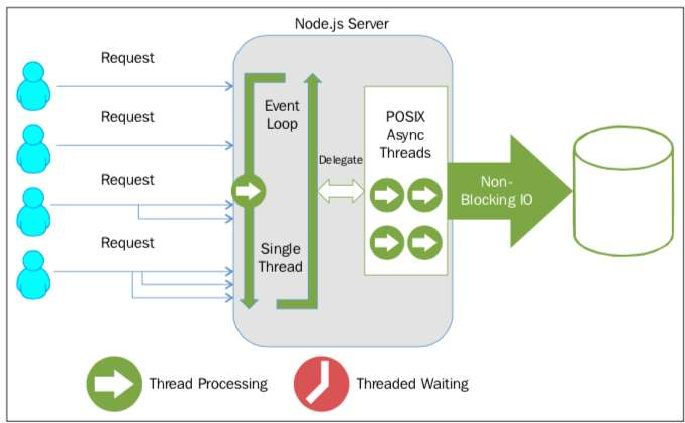 Node.js Server
Request
Request
Request
Request
Event
Loop
Single
Thread
Delegate
POSIX
Async
Threads
Non-
Blocking IO
Thread Processing
Threaded Waiting